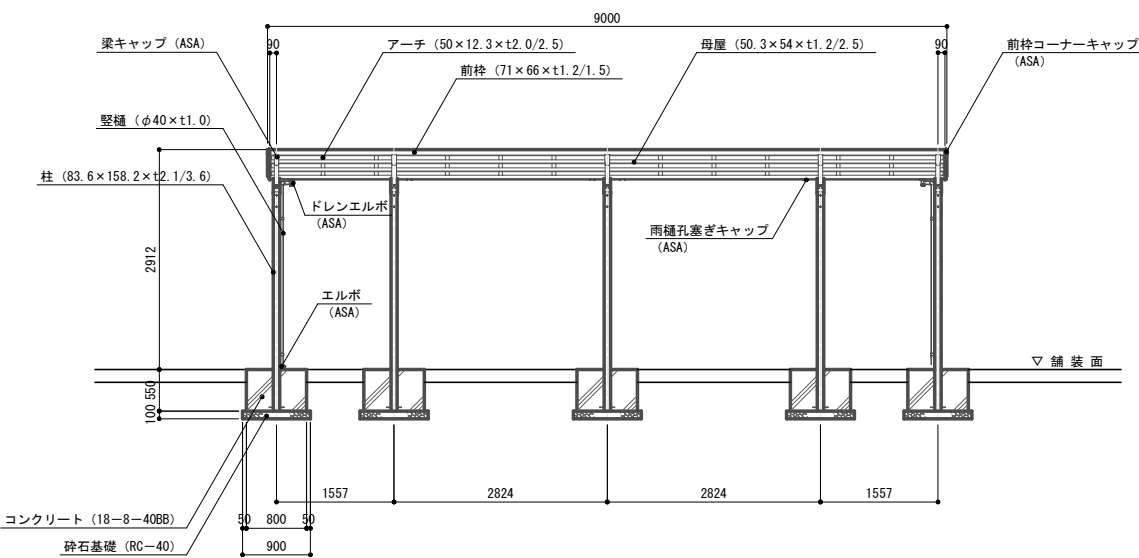 9000
梁キャップ（ASA）
90
アーチ（50×12.3×t2.0/2.5）
母屋（50.3×54×t1.2/2.5）
90
前枠コーナーキャップ
（ASA）
前枠（71×66×t1.2/1.5）
竪樋（φ40×t1.0）
柱（83.6×158.2×t2.1/3.6）
ドレンエルボ
（ASA）
雨樋孔塞ぎキャップ
（ASA）
2912
エルボ
（ASA）
▽ 舗 装 面
550
100
1557
2824
2824
1557
コンクリート（18－8－40BB）
50
800
50
砕石基礎（RC－40）
900